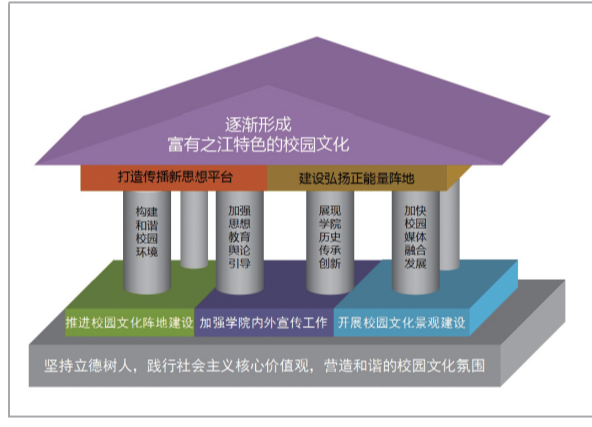 逐渐形成
富有之江特色的校园文化
打造传播新思想平台
建设弘扬正能量阵地
构建
和谐
校园
环境
加强
思想
教育
舆论
引导
展现
学院
历史
传承
创新
加快
校园
媒体
融合
发展
推进校园文化阵地建设
加强学院内外宣传工作
开展校园文化景观建设
坚持立德树人，践行社会主义核心价值观，营造和谐的校园文化氛围